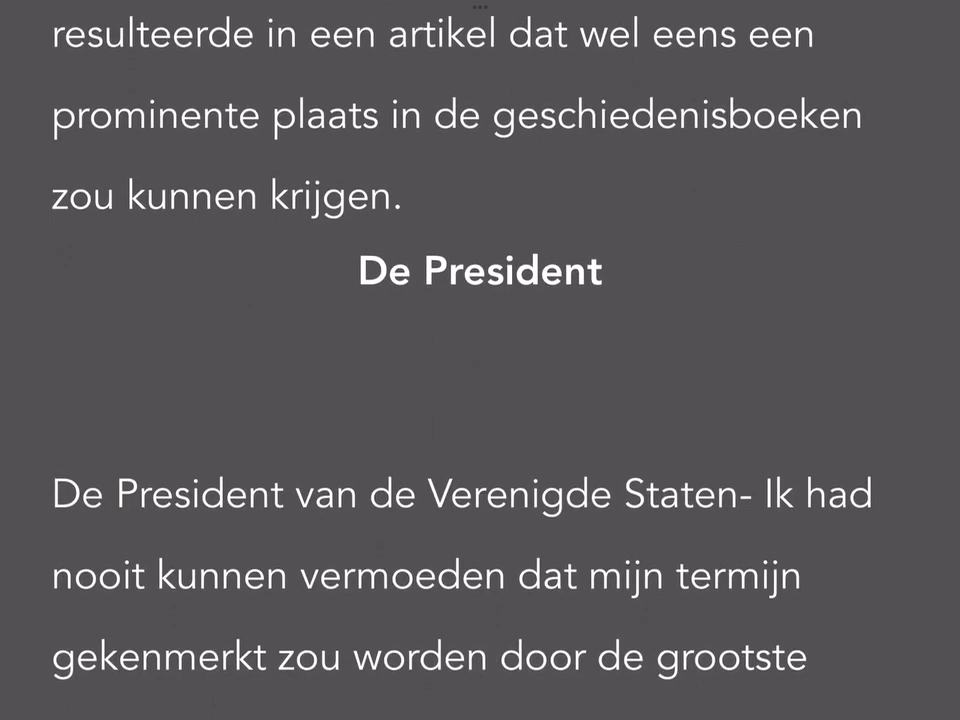 resulteerde in een artikel dat wel eens een
prominente plaats in de geschiedenisboeken
zou kunnen krijgen.
De President
De President van de Verenigde Staten- Ik had
nooit kunnen vermoeden dat mijn termijn
gekenmerkt zou worden door de grootste